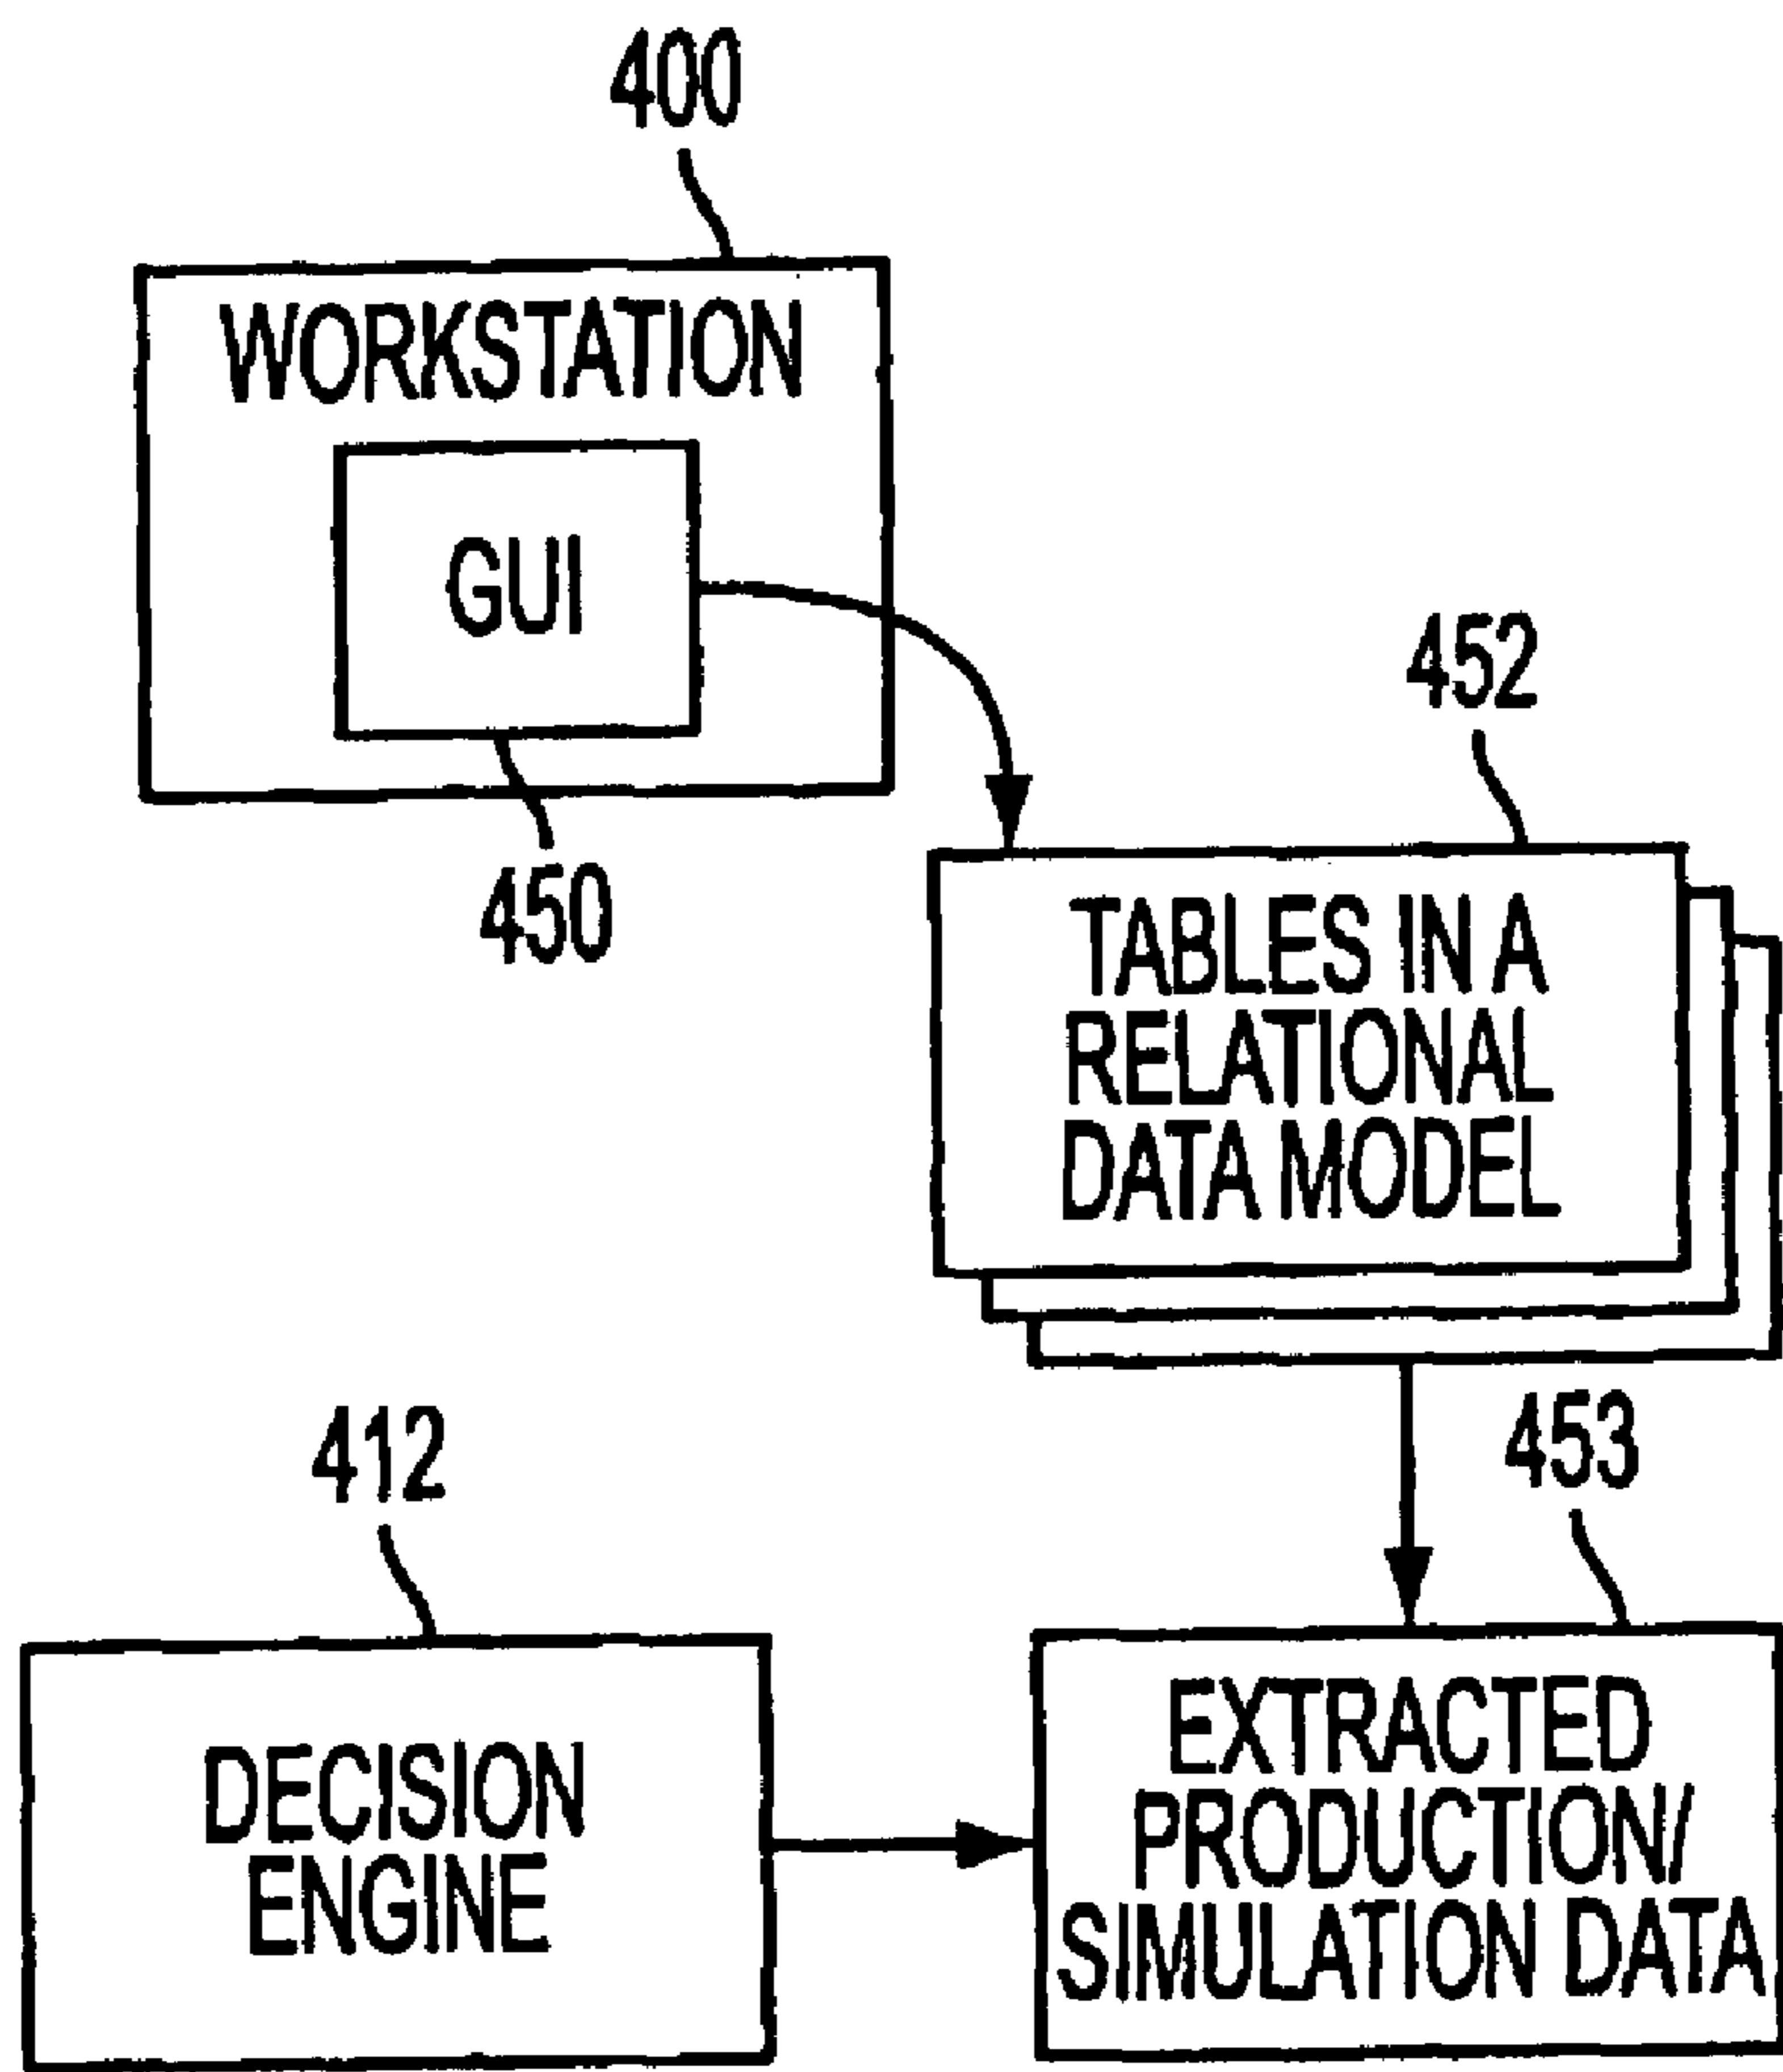 400
WORKSTATION
GUI
450
452
TABLES IN A
RELATIONAL
DATA MODEL
412
DECISION
ENGINE
453
EXTRACTED
PRODUCTION/
SIMULATION DATA